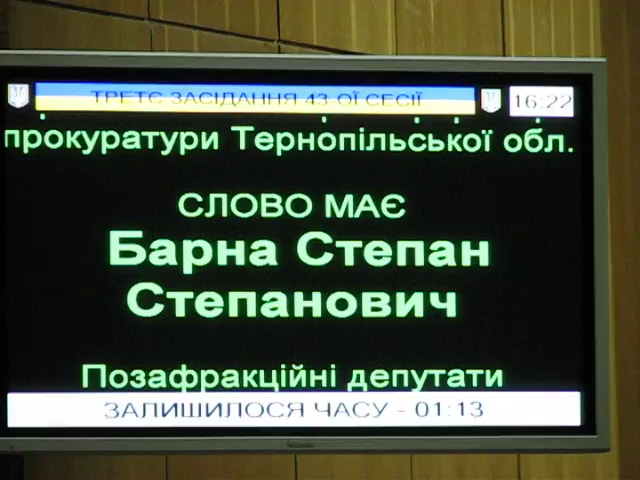 ТРЕТЄ ЗАСІДАННЯ 43-ОЇ СЕСІЇ
16:22
прокуратури Тернопільської обл.
СЛОВО МАЄ
Барна Степан
Степанович
Позафракційні депутати
ЗАЛИШИЛОСЯ ЧАСУ - 01:13